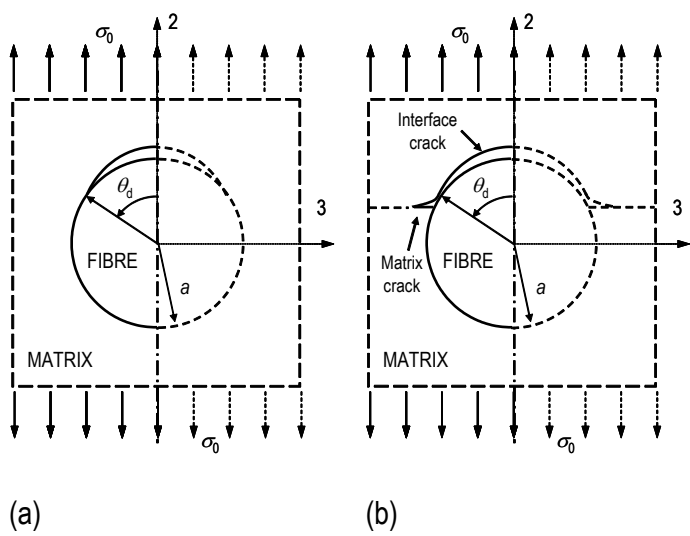 σ₀
2
θd
3
FIBRE
a
MATRIX
σ₀
(a)
σ₀
2
Interface
crack
θd
3
Matrix
crack
FIBRE
a
MATRIX
σ₀
(b)